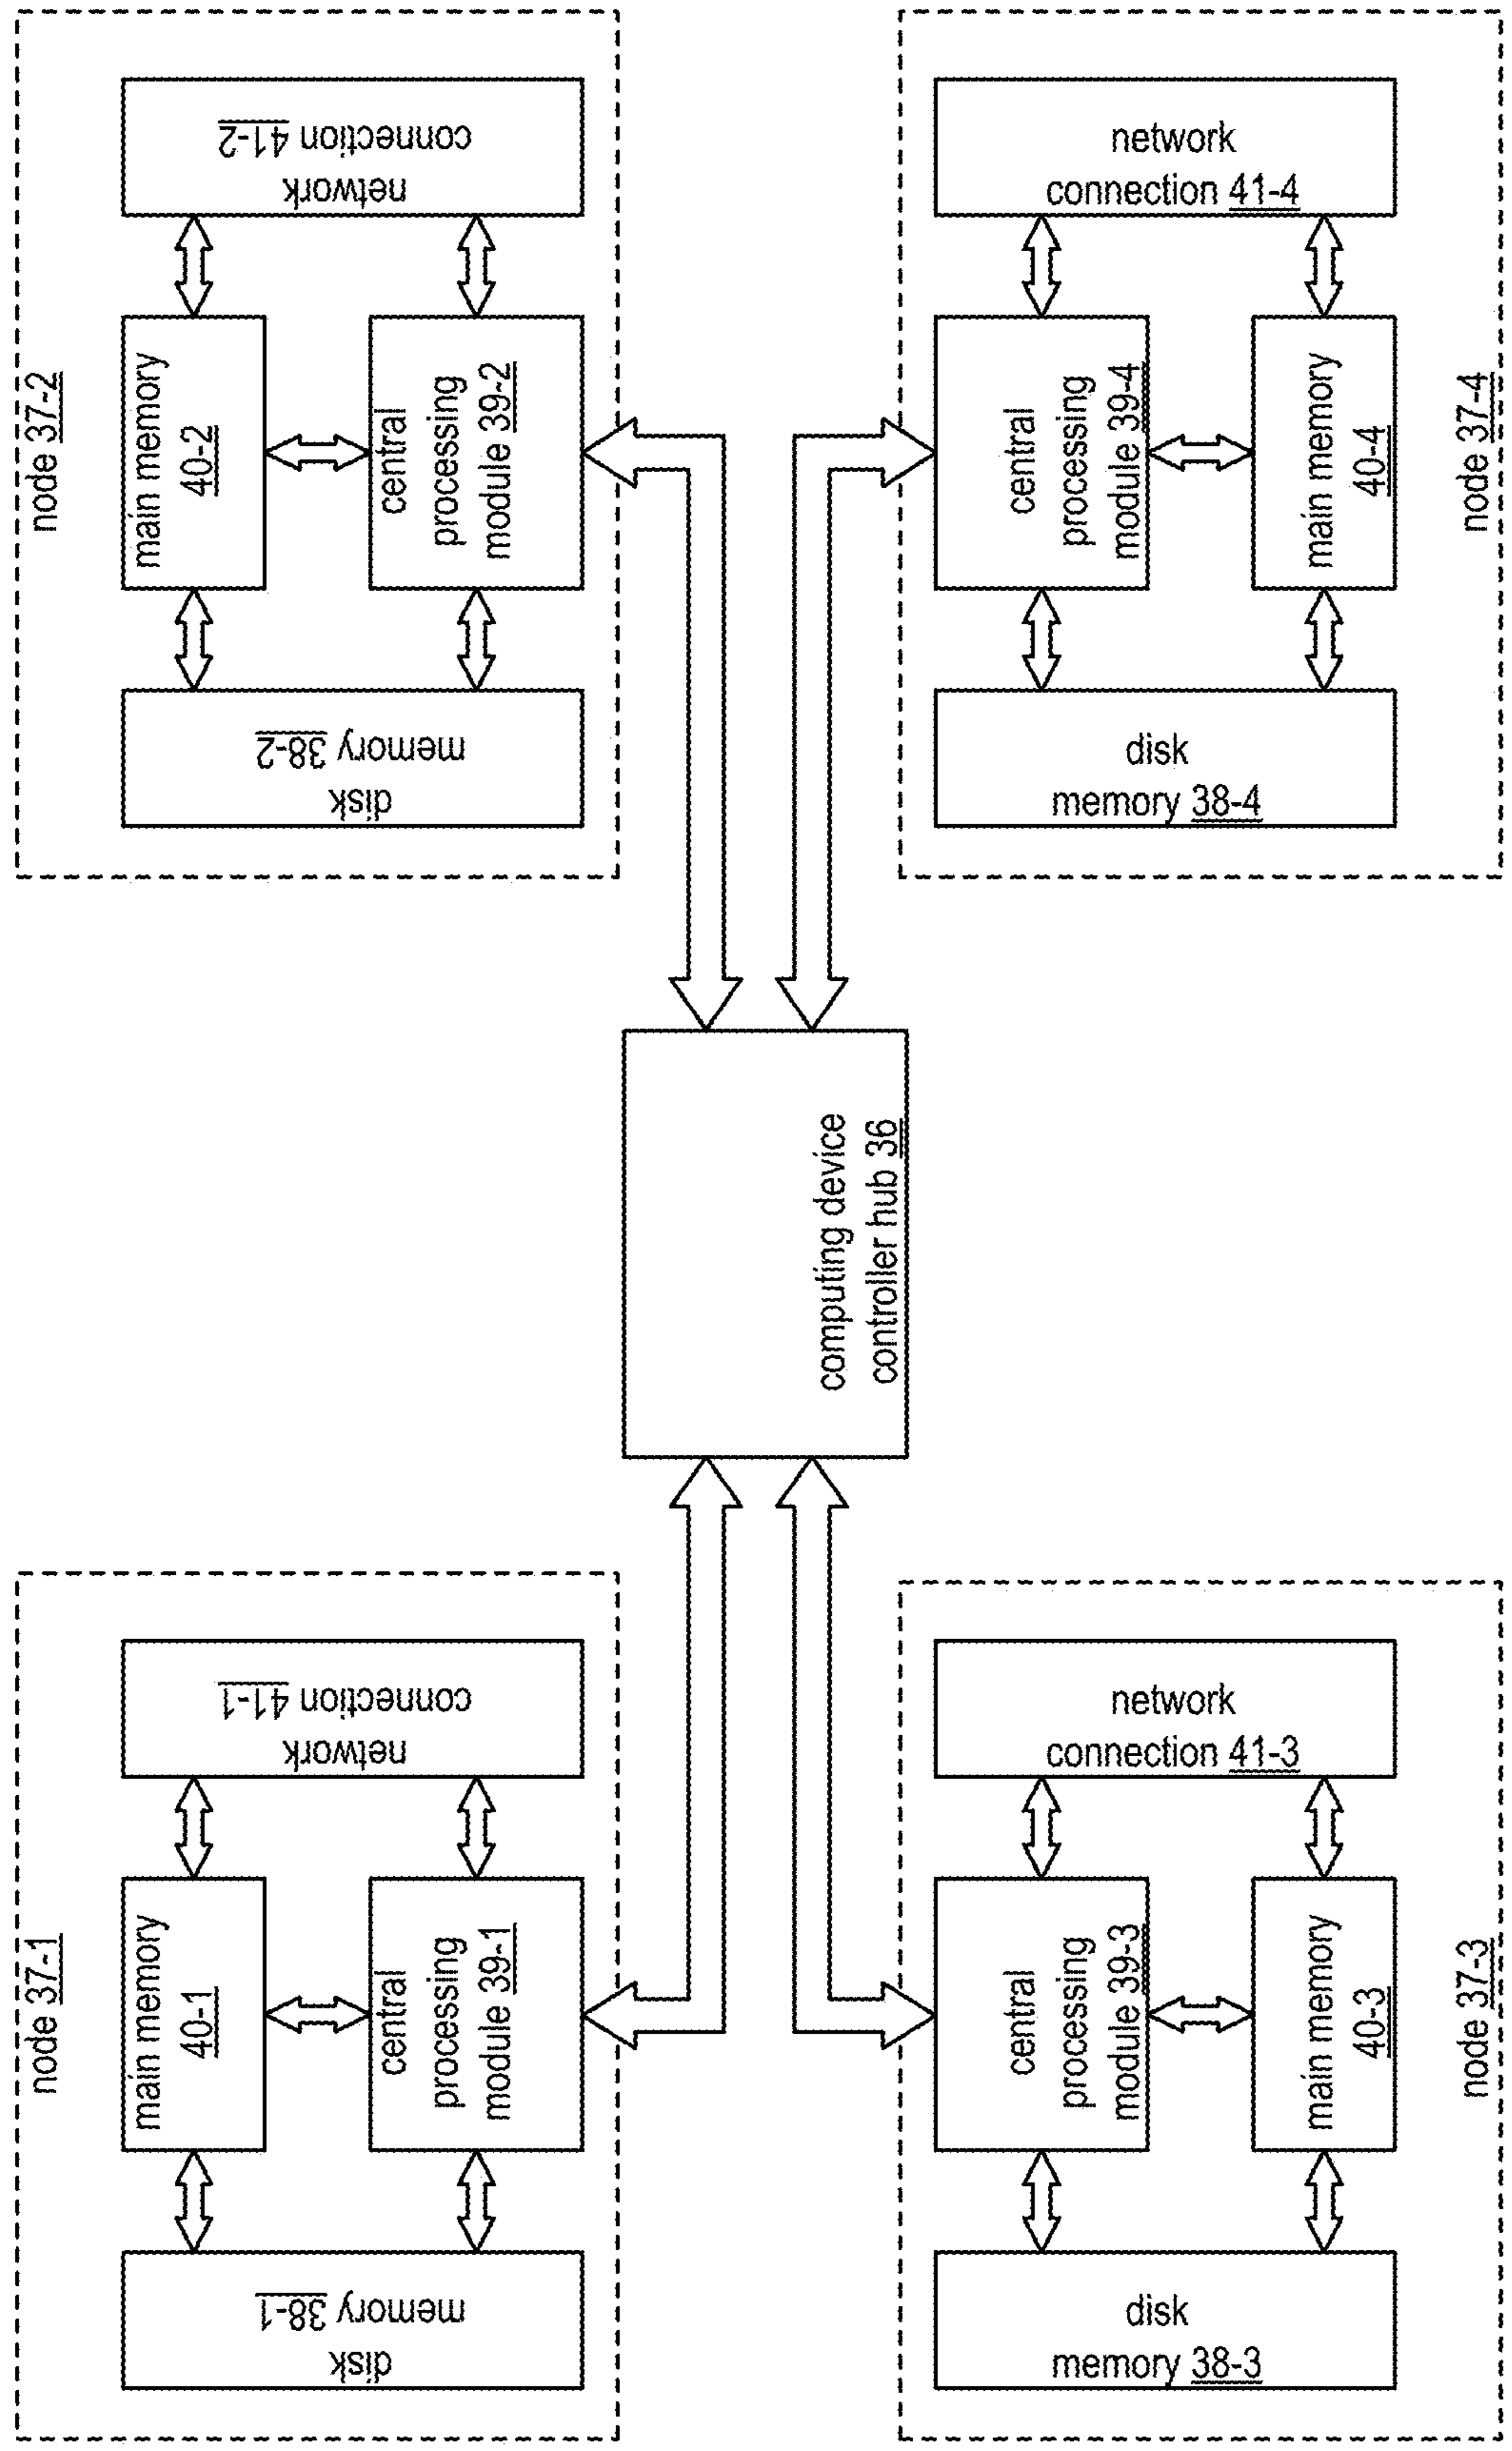 node 37-1
main memory
40-1
central
processing
module 39-1
disk
memory 38-1
network
connection 41-1
node 37-2
main memory
40-2
central
processing
module 39-2
disk
memory 38-2
network
connection 41-2
computing device
controller hub 36
disk
memory 38-3
central
processing
module 39-3
main memory
40-3
network
connection 41-3
node 37-3
disk
memory 38-4
central
processing
module 39-4
main memory
40-4
network
connection 41-4
node 37-4